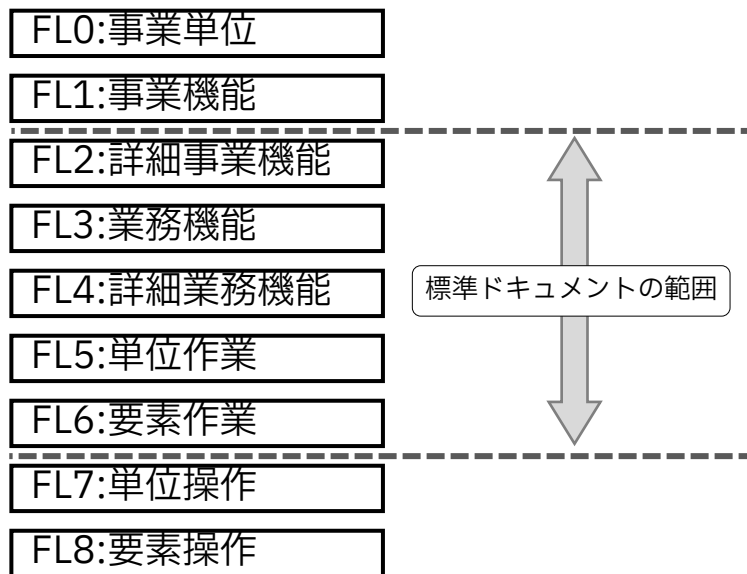 FL0:事業単位
FL1:事業機能
FL2:詳細事業機能
FL3:業務機能
FL4:詳細業務機能
標準ドキュメントの範囲
FL5:単位作業
FL6:要素作業
FL7:単位操作
FL8:要素操作